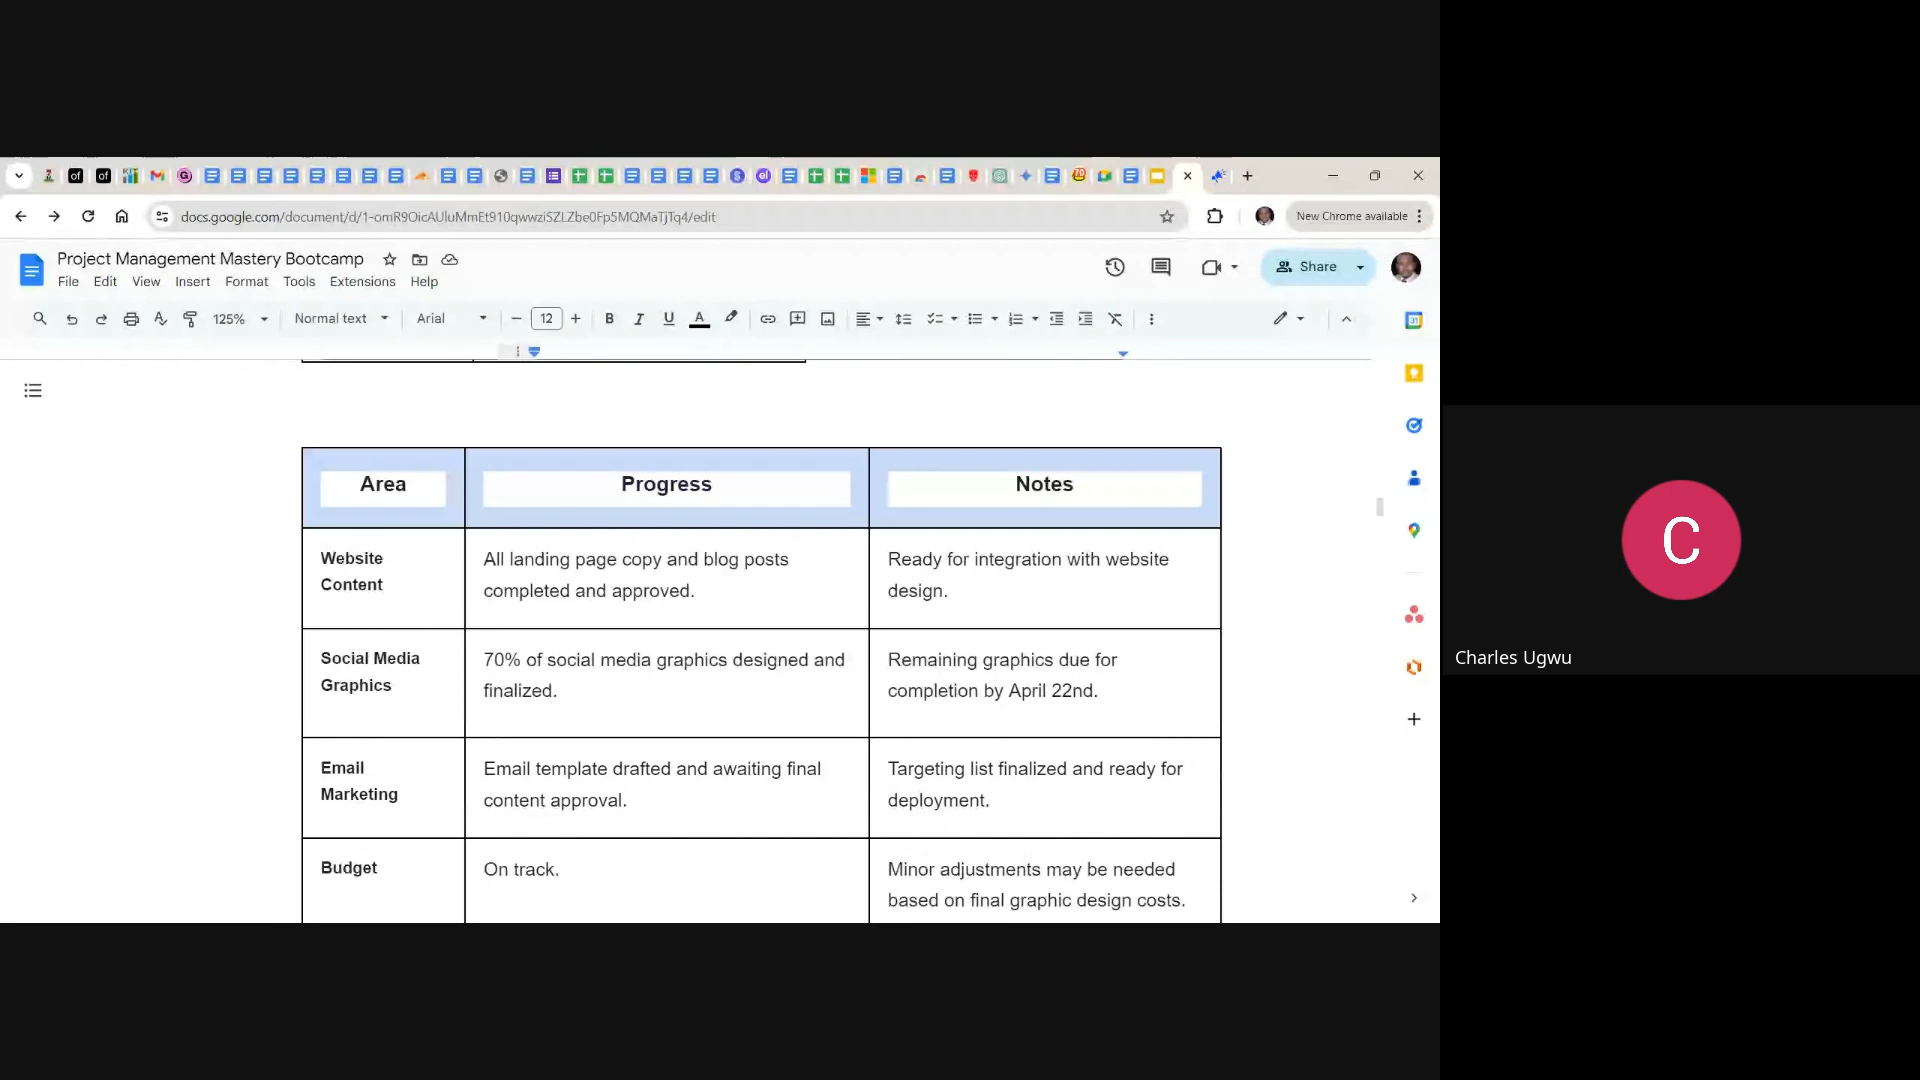 docs.google.com/document/d/1-omiR9OicAUluMmEt910qwwziSZLZbe0Fp5MQMaTjTq4/edit
New Chrome available
Project Management Mastery Bootcamp
File Edit View Insert Format Tools Extensions Help
Share
125% Normal text Arial 12
Area Progress Notes
Website Content
All landing page copy and blog posts
completed and approved.
Ready for integration with website
design.
Social Media
Graphics
70% of social media graphics designed and
finalized.
Remaining graphics due for
completion by April 22nd.
Email
Marketing
Email template drafted and awaiting final
content approval.
Targeting list finalized and ready for
deployment.
Budget
On track.
Minor adjustments may be needed
based on final graphic design costs.
C
Charles Ugwu